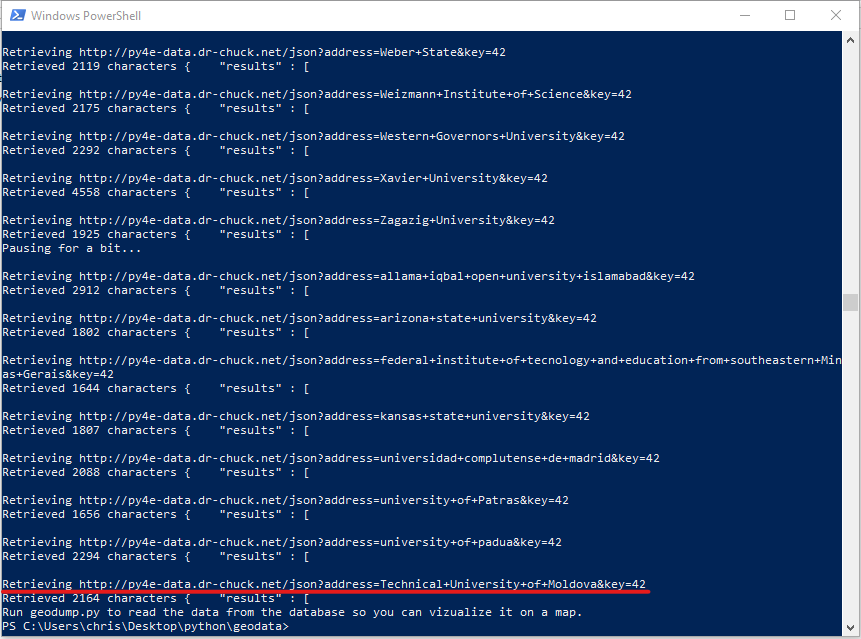 Windows PowerShell
Retrieving http://py4e-data.dr-chuck.net/json?address=Weber+State&key=42
Retrieved 2119 characters {    "results" : [
Retrieving http://py4e-data.dr-chuck.net/json?address=Weizmann+Institute+of+Science&key=42
Retrieved 2175 characters {    "results" : [
Retrieving http://py4e-data.dr-chuck.net/json?address=Western+Governors+University&key=42
Retrieved 2292 characters {    "results" : [
Retrieving http://py4e-data.dr-chuck.net/json?address=Xavier+University&key=42
Retrieved 4558 characters {    "results" : [
Retrieving http://py4e-data.dr-chuck.net/json?address=Zagazig+University&key=42
Retrieved 1925 characters {    "results" : [
Pausing for a bit...
Retrieving http://py4e-data.dr-chuck.net/json?address=allama+iqbal+open+university+islamabad&key=42
Retrieved 2912 characters {    "results" : [
Retrieving http://py4e-data.dr-chuck.net/json?address=arizona+state+university&key=42
Retrieved 1802 characters {    "results" : [
Retrieving http://py4e-data.dr-chuck.net/json?address=federal+institute+of+tecnology+and+education+from+southeastern+Min
as+Gerais&key=42
Retrieved 1644 characters {    "results" : [
Retrieving http://py4e-data.dr-chuck.net/json?address=kansas+state+university&key=42
Retrieved 1807 characters {    "results" : [
Retrieving http://py4e-data.dr-chuck.net/json?address=universidad+complutense+de+madrid&key=42
Retrieved 2088 characters {    "results" : [
Retrieving http://py4e-data.dr-chuck.net/json?address=university+of+Patras&key=42
Retrieved 1656 characters {    "results" : [
Retrieving http://py4e-data.dr-chuck.net/json?address=university+of+padua&key=42
Retrieved 2294 characters {    "results" : [
Retrieving http://py4e-data.dr-chuck.net/json?address=Technical+University+of+Moldova&key=42
Retrieved 2164 characters {    "results" : [
Run geodump.py to read the data from the database so you can vizualize it on a map.
PS C:\Users\chris\Desktop\python\geodata>